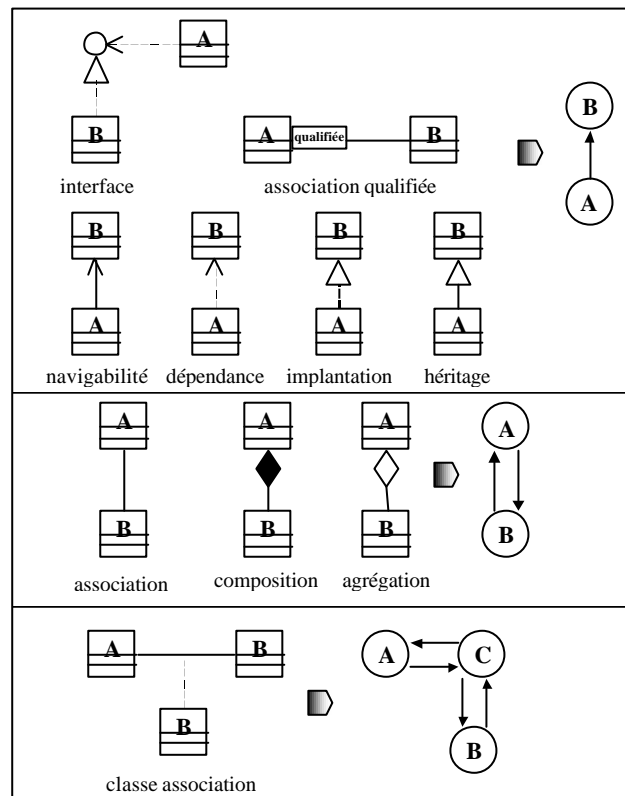 A
B
A
qualifiée
B
B
A
interface
association qualifiée
B
B
B
B
A
A
A
A
navigabilité
dépendance
implantation
héritage
A
A
A
A
B
B
B
B
association
composition
agrégation
A
B
A
C
B
B
classe association